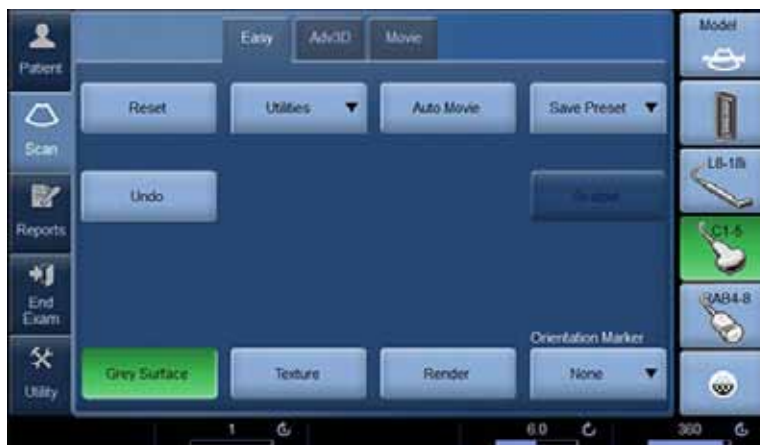 Easy Adv3D Movie
Model
Patient
Reset Utilities Auto Movie Save Preset
Scan
L8-18i
Undo
Reports
C1-5
End
Exam
RAB4-8
Orientation Marker
Grey Surface Texture Render None
Utility
1 6.0 360